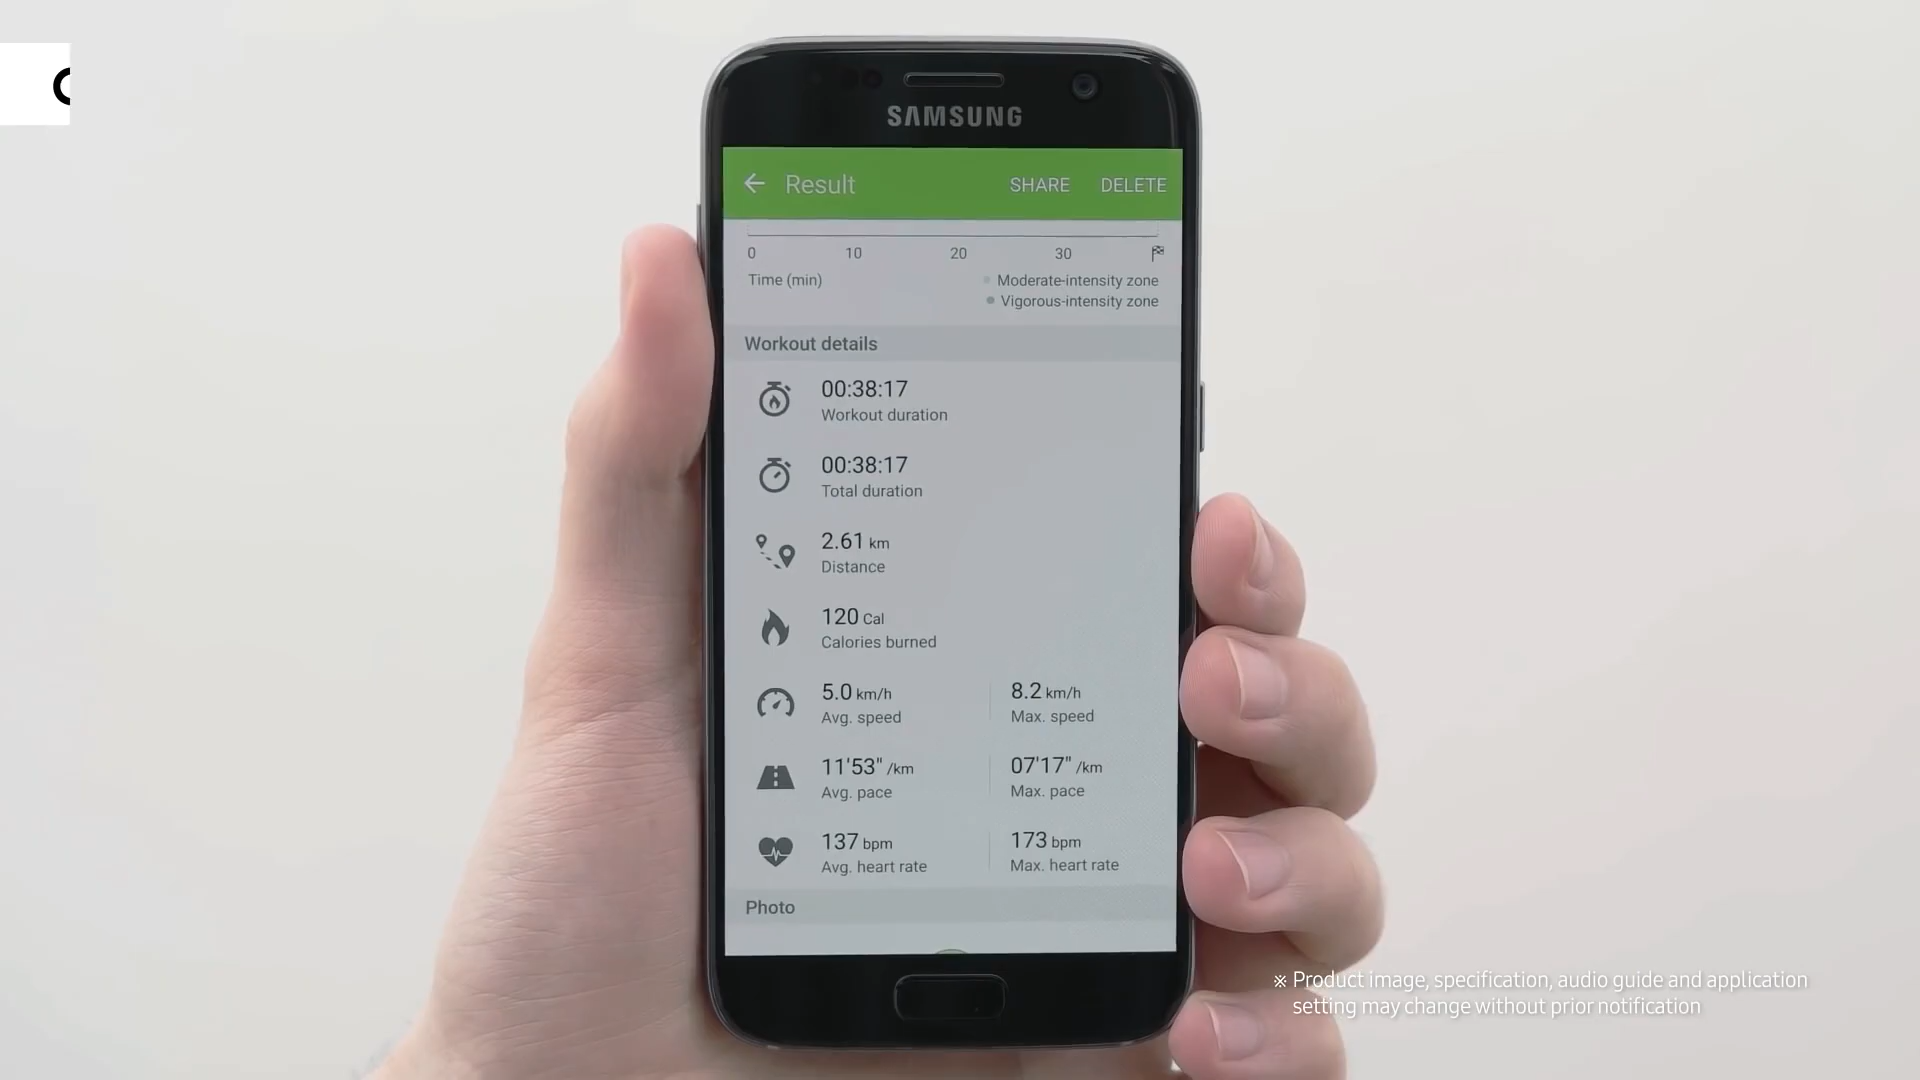 SAMSUNG
Result SHARE DELETE
0 10 20 30
Time (min)
Moderate-intensity zone
Vigorous-intensity zone
Workout details
00:38:17
Workout duration
00:38:17
Total duration
2.61 km
Distance
120 Cal
Calories burned
5.0 km/h 8.2 km/h
Avg. speed Max. speed
11'53" /km 07'17" /km
Avg. pace Max. pace
137 bpm 173 bpm
Avg. heart rate Max. heart rate
Photo
※ Product image, specification, audio guide and application
setting may change without prior notification